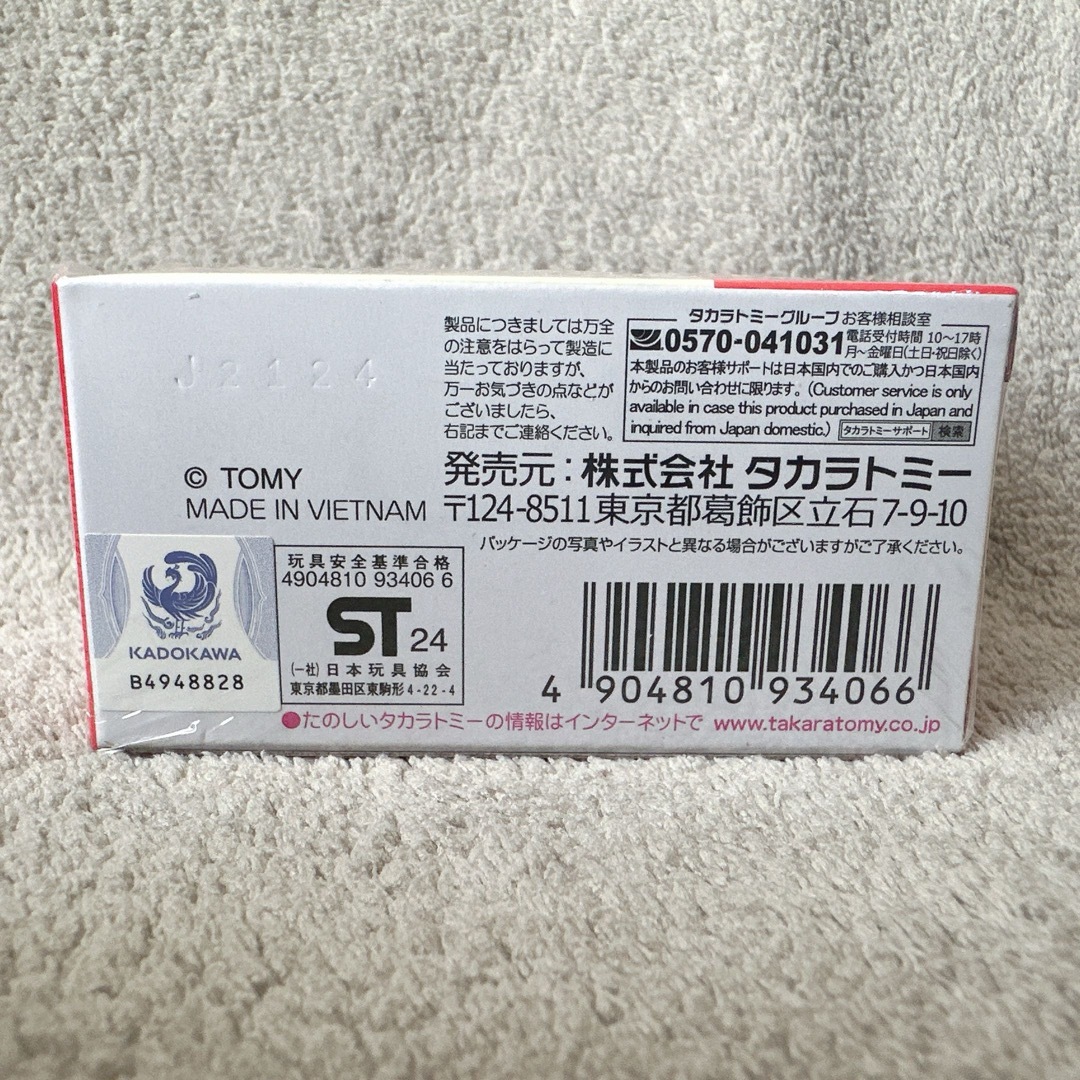 J2124
製品につきましては万全
の注意をはらって製造に
当たっておりますが、
万一お気づきの点などが
ございましたら、
右記までご連絡ください。
タカラトミーグループ お客様相談室
0570-041031
電話受付時間 10〜17時
月〜金曜日(土日・祝日除く)
本製品のお客様サポートは日本国内でのご購入かつ日本国内
からのお問い合わせに限ります。(Customer service is only
available in case this product purchased in Japan and
inquired from Japan domestic.) タカラトミーサポート 検索
© TOMY
MADE IN VIETNAM
発売元:株式会社 タカラトミー
〒124-8511 東京都葛飾区立石7-9-10
パッケージの写真やイラストと異なる場合がございますがご了承ください。
KADOKAWA
B4948828
玩具安全基準合格
4904810 93406 6
ST 24
(一社)日本玩具協会
東京都墨田区東駒形4-22-4
4 904810 934066
●たのしいタカラトミーの情報はインターネットで www.takaratomy.co.jp